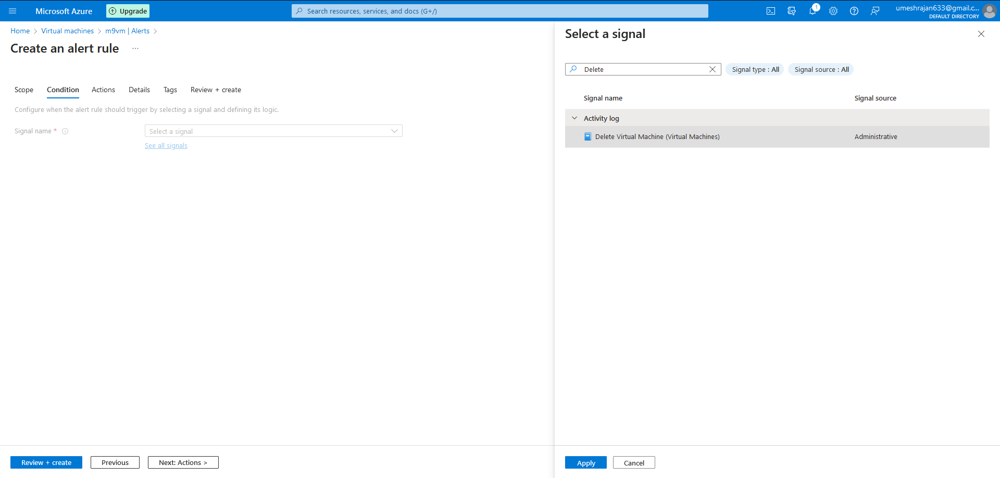 Microsoft Azure
Upgrade
Search resources, services, and docs (G+/)
1
umeshrajan633@gmail.c...
DEFAULT DIRECTORY
Home > Virtual machines > m9vm | Alerts >
Create an alert rule ...
Scope Condition Actions Details Tags Review + create
Configure when the alert rule should trigger by selecting a signal and defining its logic.
Signal name *
Select a signal
See all signals
Review + create
Previous
Next: Actions >
Select a signal
Delete
Signal type : All
Signal source : All
Signal name Signal source
Activity log
Delete Virtual Machine (Virtual Machines) Administrative
Apply
Cancel